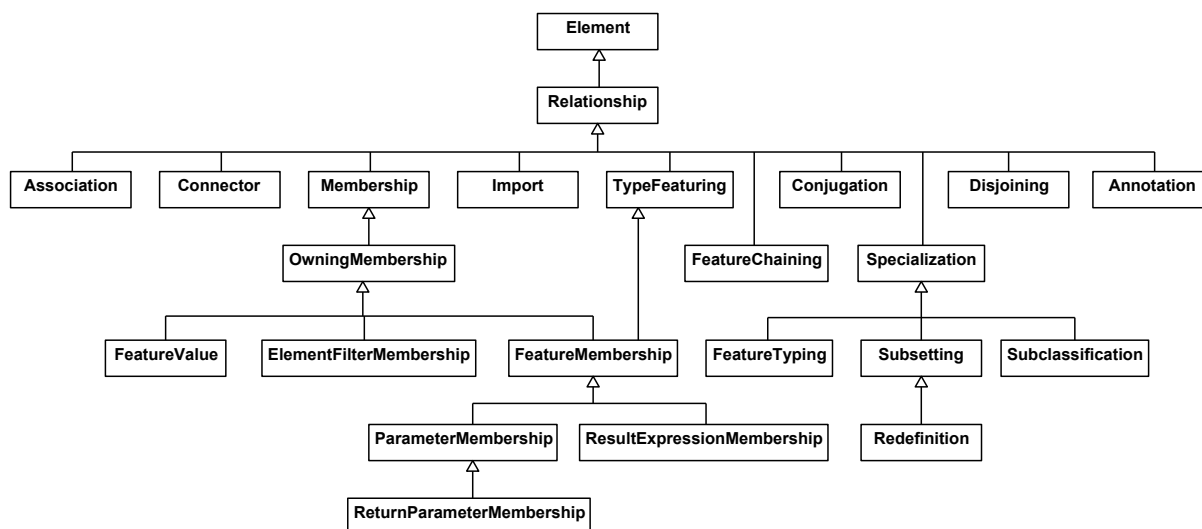 Element
Relationship
Association
Connector
Membership
Import
TypeFeaturing
Conjugation
Disjoining
Annotation
OwningMembership
FeatureChaining
Specialization
FeatureValue
ElementFilterMembership
FeatureMembership
FeatureTyping
Subsetting
Subclassification
ParameterMembership
ResultExpressionMembership
Redefinition
ReturnParameterMembership